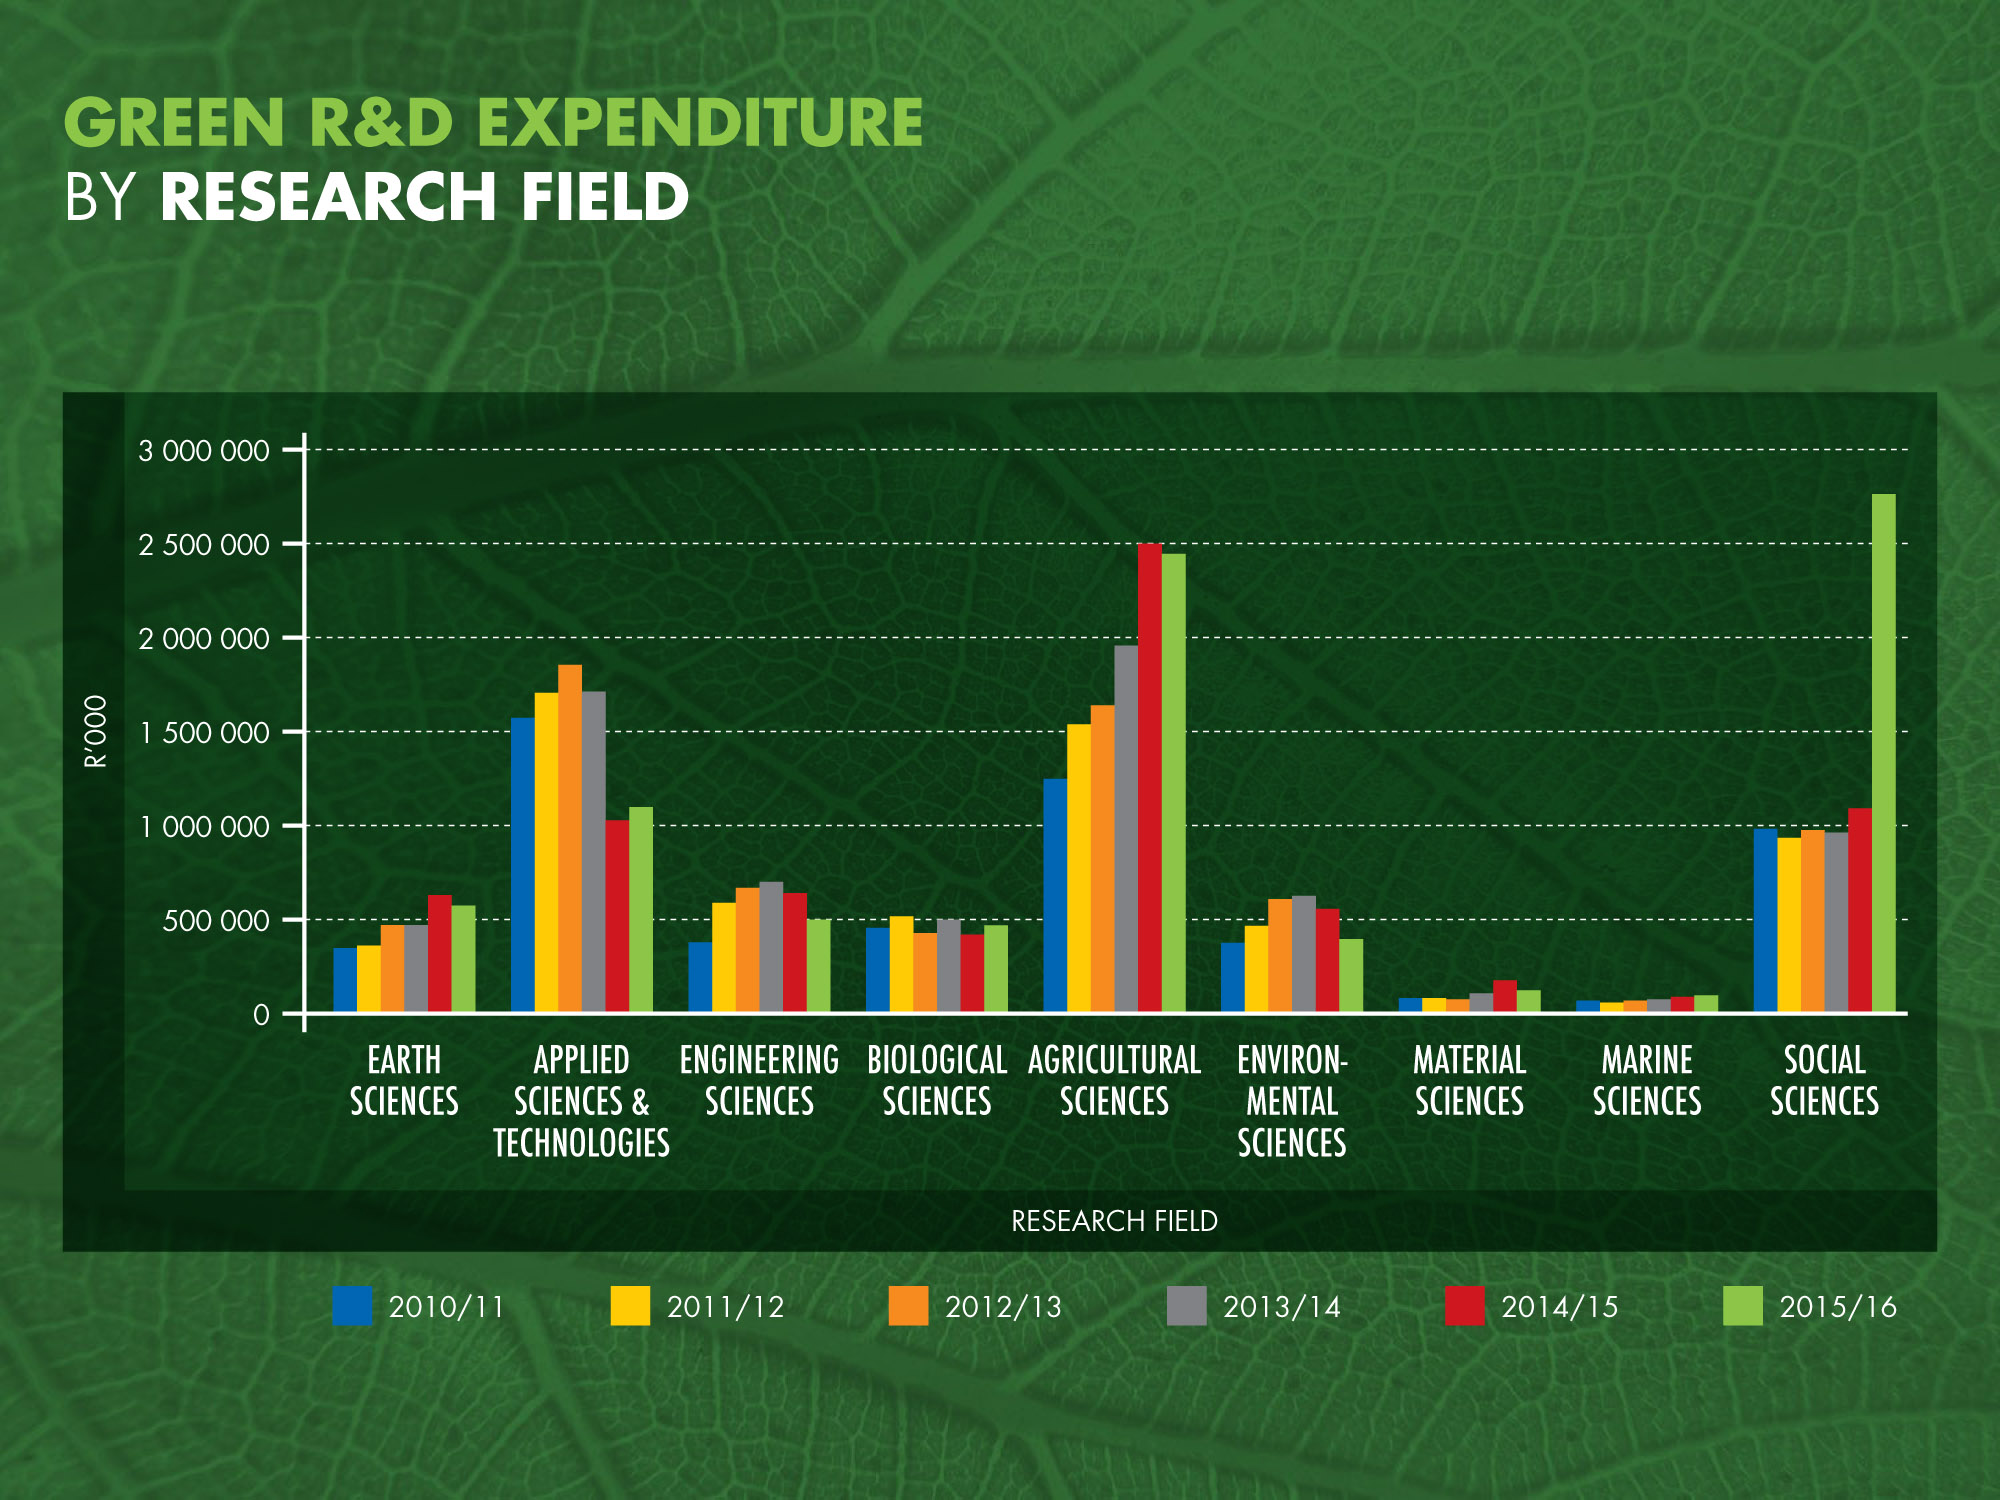 GREEN R&D EXPENDITURE
BY RESEARCH FIELD
3 000 000
2 500 000
2 000 000
1 500 000
1 000 000
500 000
0
R'000
EARTH
SCIENCES
APPLIED
SCIENCES &
TECHNOLOGIES
ENGINEERING
SCIENCES
BIOLOGICAL
SCIENCES
AGRICULTURAL
SCIENCES
ENVIRON-
MENTAL
SCIENCES
MATERIAL
SCIENCES
MARINE
SCIENCES
SOCIAL
SCIENCES
RESEARCH FIELD
2010/11
2011/12
2012/13
2013/14
2014/15
2015/16